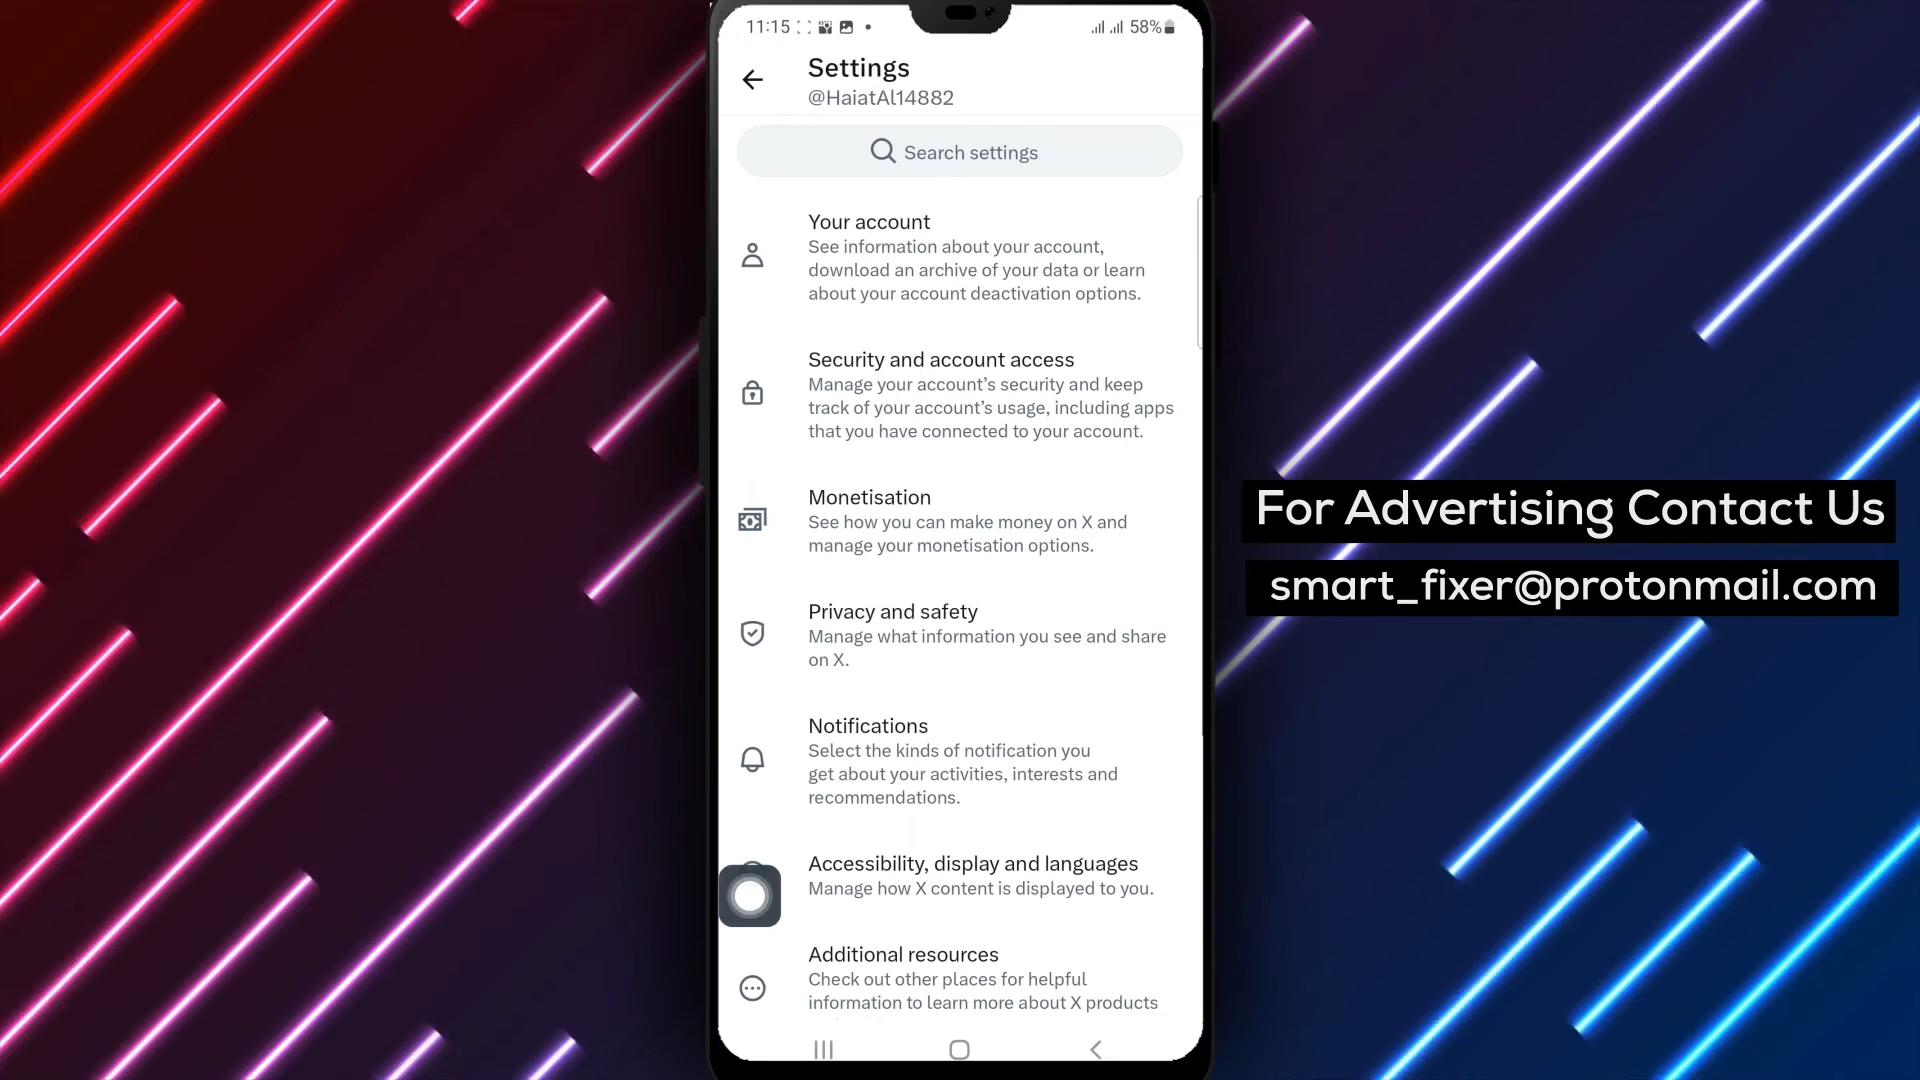 11:15
58%
Settings
@HaiatAl14882
Search settings
Your account
See information about your account,
download an archive of your data or learn
about your account deactivation options.
Security and account access
Manage your account’s security and keep
track of your account’s usage, including apps
that you have connected to your account.
Monetisation
See how you can make money on X and
manage your monetisation options.
Privacy and safety
Manage what information you see and share
on X.
Notifications
Select the kinds of notification you
get about your activities, interests and
recommendations.
Accessibility, display and languages
Manage how X content is displayed to you.
Additional resources
Check out other places for helpful
information to learn more about X products
For Advertising Contact Us
smart_fixer@protonmail.com